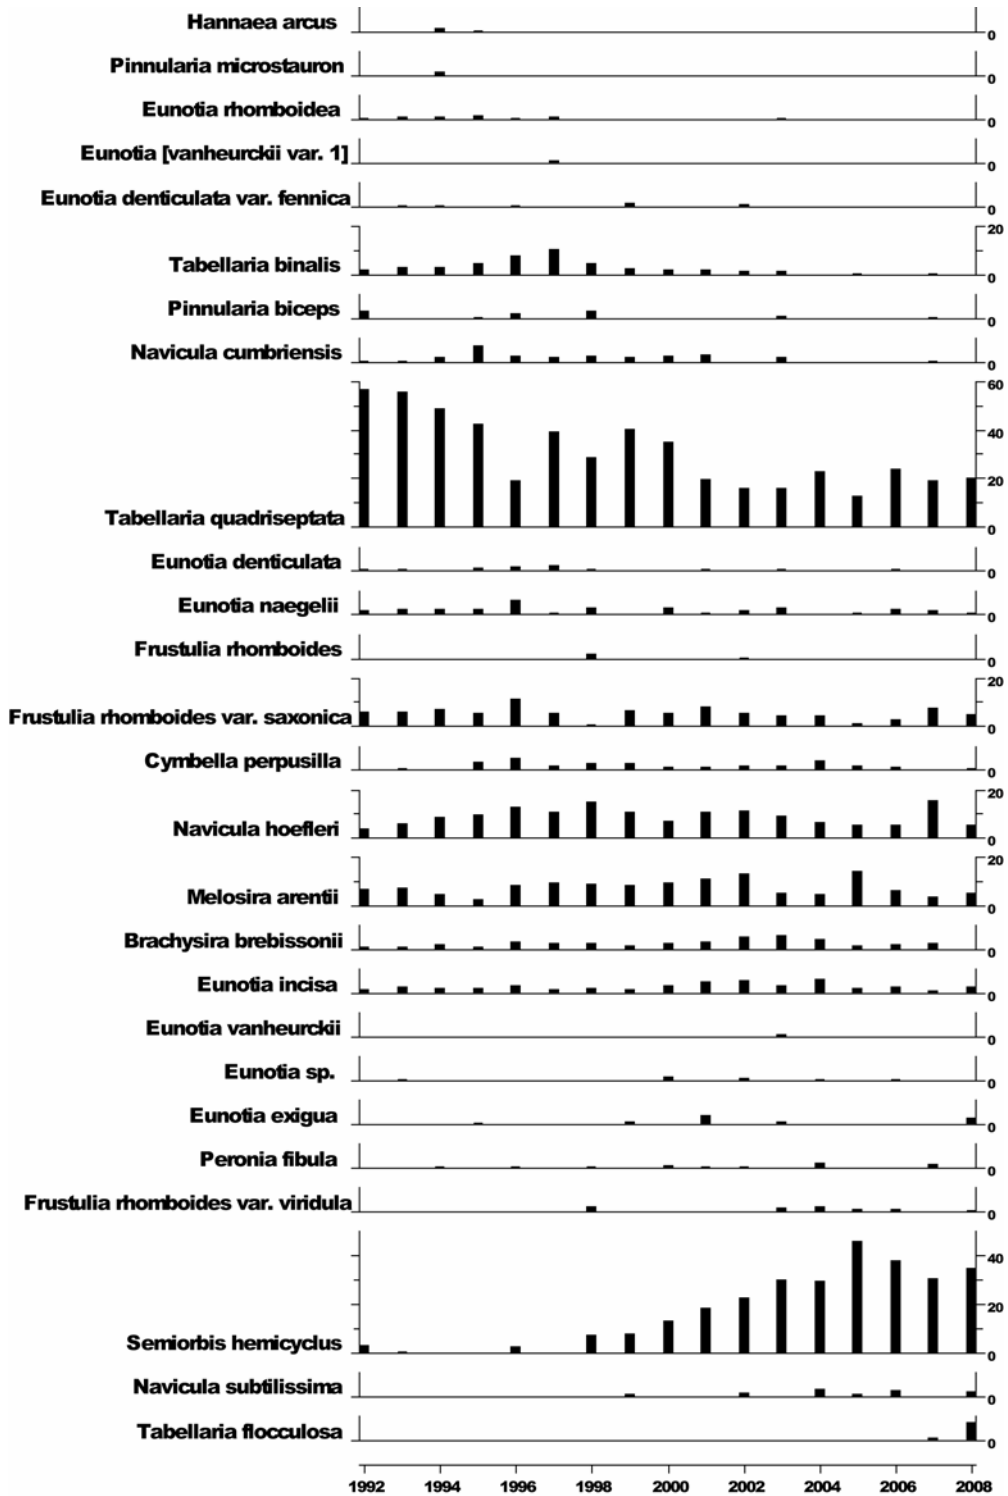 Hannaea arcus 0
Pinnularia microstauron 0
Eunotia rhomboidea 0
Eunotia [vanheurckii var. 1] 0
Eunotia denticulata var. fennica 0
20
Tabellaria binalis 0
Pinnularia biceps 0
Navicula cumbriensis 0
60
40
20
Tabellaria quadriseptata 0
Eunotia denticulata 0
Eunotia naegelii 0
Frustulia rhomboides 0
20
Frustulia rhomboides var. saxonica 0
Cymbella perpusilla 0
20
Navicula hoefleri 0
20
Melosira arentii 0
Brachysira brebissonii 0
Eunotia incisa 0
Eunotia vanheurckii 0
Eunotia sp. 0
Eunotia exigua 0
Peronia fibula 0
Frustulia rhomboides var. viridula 0
40
20
Semiorbis hemicyclus 0
Navicula subtilissima 0
Tabellaria flocculosa 0
1992 1994 1996 1998 2000 2002 2004 2006 2008